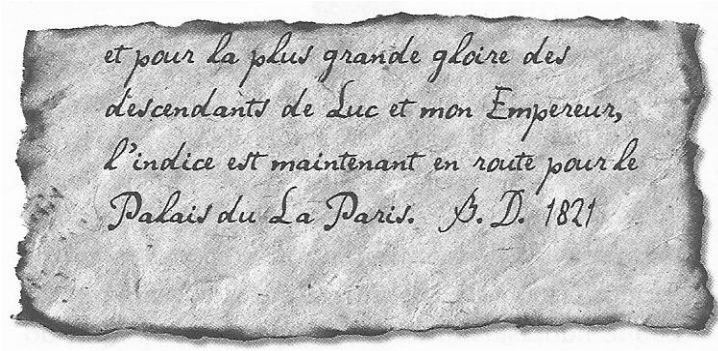 et pour la plus grande gloire des
descendants de Luc et mon Empereur,
l'indice est maintenant en route pour le
Palais du La Paris. B. D. 1821